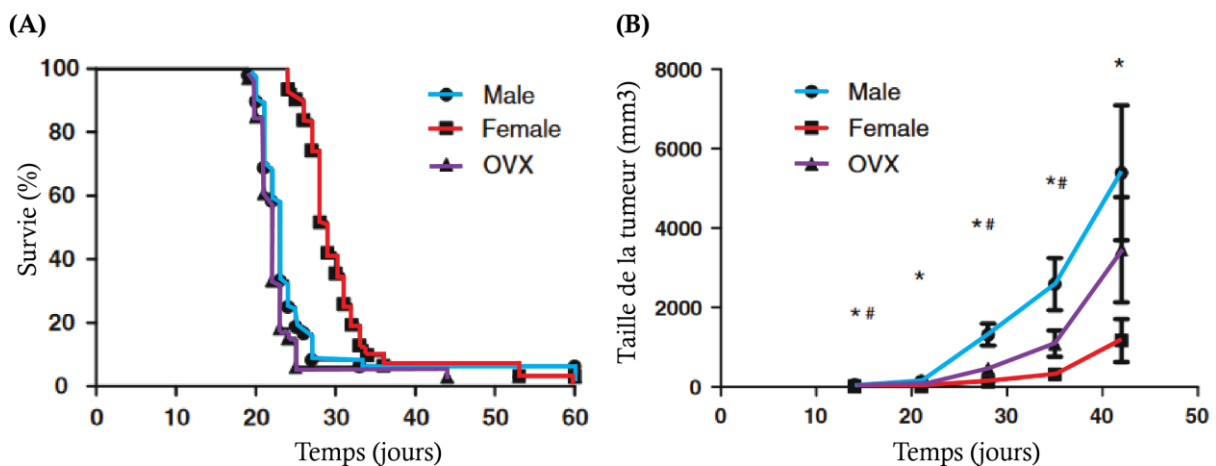 (A)
Survie (%)
100
80
60
40
20
0
0 10 20 30 40 50 60
Temps (jours)
Male
Female
OVX
(B)
Taille de la tumeur (mm3)
8000
6000
4000
2000
0
0 10 20 30 40 50
Temps (jours)
Male
Female
OVX
*#
*
*#
*#
*